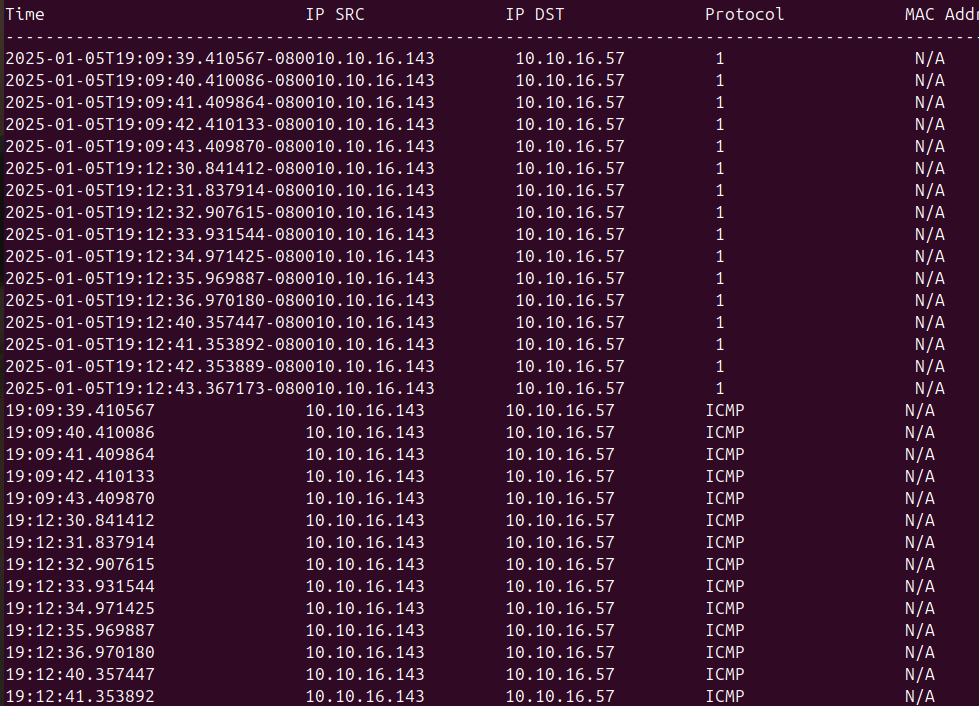 Time IP SRC IP DST Protocol MAC Addr
----------------------------------------------------------------------------------------------------
2025-01-05T19:09:39.410567-080010.10.16.143 10.10.16.57 1 N/A
2025-01-05T19:09:40.410086-080010.10.16.143 10.10.16.57 1 N/A
2025-01-05T19:09:41.409864-080010.10.16.143 10.10.16.57 1 N/A
2025-01-05T19:09:42.410133-080010.10.16.143 10.10.16.57 1 N/A
2025-01-05T19:09:43.409870-080010.10.16.143 10.10.16.57 1 N/A
2025-01-05T19:12:30.841412-080010.10.16.143 10.10.16.57 1 N/A
2025-01-05T19:12:31.837914-080010.10.16.143 10.10.16.57 1 N/A
2025-01-05T19:12:32.907615-080010.10.16.143 10.10.16.57 1 N/A
2025-01-05T19:12:33.931544-080010.10.16.143 10.10.16.57 1 N/A
2025-01-05T19:12:34.971425-080010.10.16.143 10.10.16.57 1 N/A
2025-01-05T19:12:35.969887-080010.10.16.143 10.10.16.57 1 N/A
2025-01-05T19:12:36.970180-080010.10.16.143 10.10.16.57 1 N/A
2025-01-05T19:12:40.357447-080010.10.16.143 10.10.16.57 1 N/A
2025-01-05T19:12:41.353892-080010.10.16.143 10.10.16.57 1 N/A
2025-01-05T19:12:42.353889-080010.10.16.143 10.10.16.57 1 N/A
2025-01-05T19:12:43.367173-080010.10.16.143 10.10.16.57 1 N/A
19:09:39.410567 10.10.16.143 10.10.16.57 ICMP N/A
19:09:40.410086 10.10.16.143 10.10.16.57 ICMP N/A
19:09:41.409864 10.10.16.143 10.10.16.57 ICMP N/A
19:09:42.410133 10.10.16.143 10.10.16.57 ICMP N/A
19:09:43.409870 10.10.16.143 10.10.16.57 ICMP N/A
19:12:30.841412 10.10.16.143 10.10.16.57 ICMP N/A
19:12:31.837914 10.10.16.143 10.10.16.57 ICMP N/A
19:12:32.907615 10.10.16.143 10.10.16.57 ICMP N/A
19:12:33.931544 10.10.16.143 10.10.16.57 ICMP N/A
19:12:34.971425 10.10.16.143 10.10.16.57 ICMP N/A
19:12:35.969887 10.10.16.143 10.10.16.57 ICMP N/A
19:12:36.970180 10.10.16.143 10.10.16.57 ICMP N/A
19:12:40.357447 10.10.16.143 10.10.16.57 ICMP N/A
19:12:41.353892 10.10.16.143 10.10.16.57 ICMP N/A